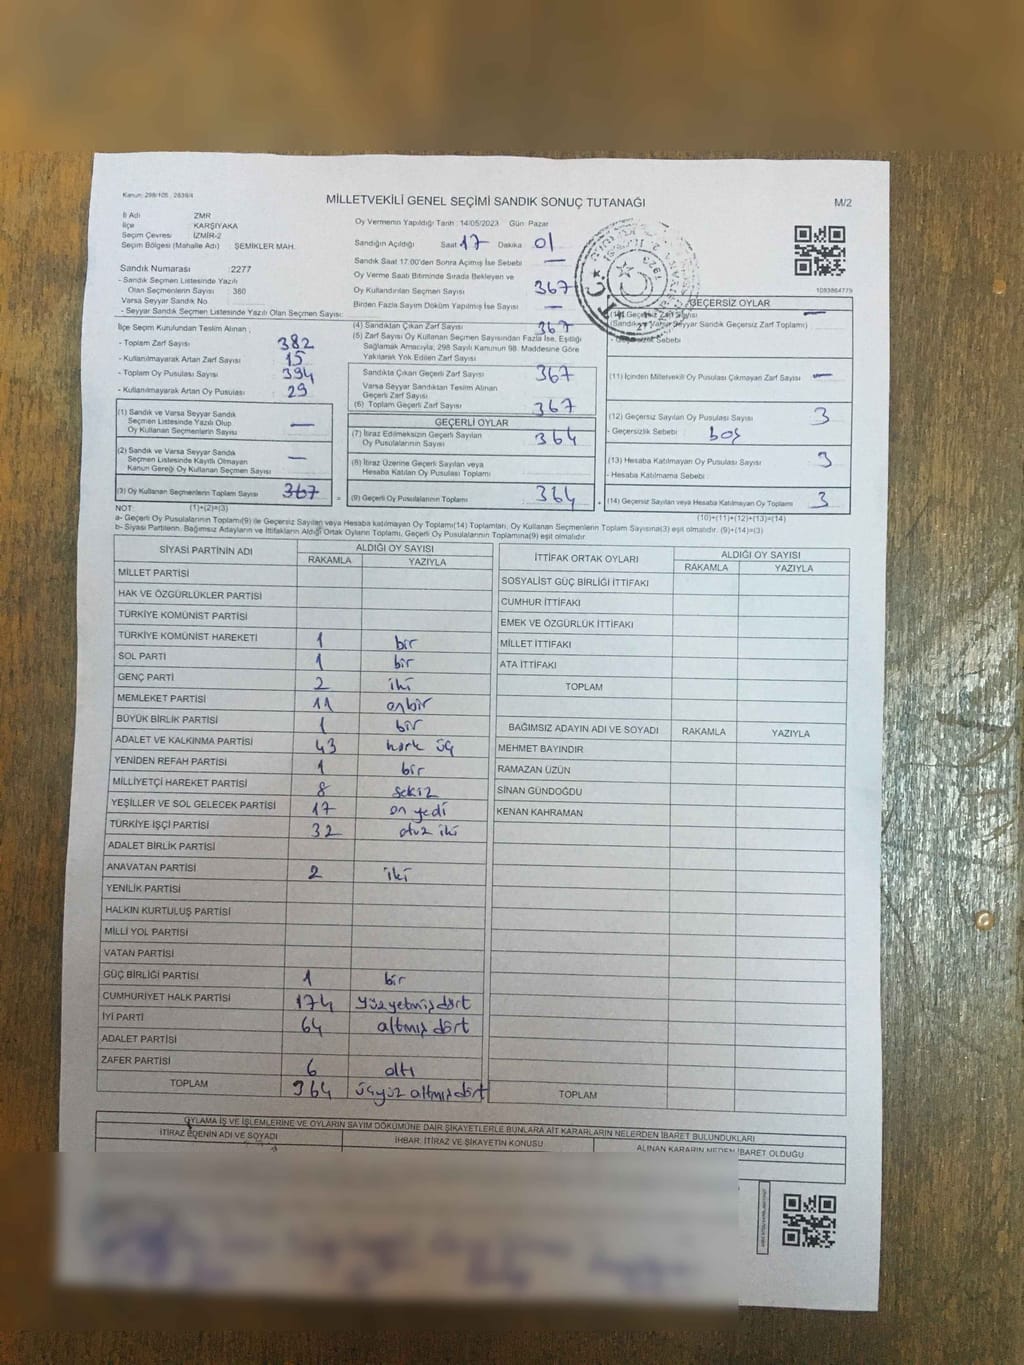 Kanun: 298/105 , 2839/4
MİLLETVEKİLİ GENEL SEÇİMİ SANDIK SONUÇ TUTANAĞI
M/2
İl Adı ZMR
İlçe KARŞIYAKA
Seçim Çevresi İZMİR-2
Seçim Bölgesi (Mahalle Adı) : ŞEMİKLER MAH.
Oy Vermenin Yapıldığı Tarih : 14/05/2023 Gün: Pazar
Sandığın Açıldığı Saat 17 Dakika 01
Sandık Saat 17:00'den Sonra Açımış İse Sebebi —
Oy Verme Saati Bitiminde Sırada Bekleyen ve
Oy Kullandırılan Seçmen Sayısı 367
Birden Fazla Sayım Döküm Yapılmış İse Sayısı —
1093864779
Sandık Numarası : 2277
- Sandık Seçmen Listesinde Yazılı
Olan Seçmenlerin Sayısı : 380
Varsa Seyyar Sandık No
- Seyyar Sandık Seçmen Listesinde Yazılı Olan Seçmen Sayısı:
İlçe Seçim Kurulundan Teslim Alınan ,
- Toplam Zarf Sayısı 382
- Kullanılmayarak Artan Zarf Sayısı 15
- Toplam Oy Pusulası Sayısı 394
- Kullanılmayarak Artan Oy Pusulası 29
(1) Sandık ve Varsa Seyyar Sandık
Seçmen Listesinde Yazılı Olup
Oy Kullanan Seçmenlerin Sayısı —
(2) Sandık ve Varsa Seyyar Sandık
Seçmen Listesinde Kayıtlı Olmayan
Kanun Gereği Oy Kullanan Seçmen Sayısı —
(3) Oy Kullanan Seçmenlerin Toplam Sayısı 367
(4) Sandıktan Çıkan Zarf Sayısı 367
(5) Zarf Sayısı Oy Kullanan Seçmen Sayısından Fazla İse, Eşitliği
Sağlamak Amacıyla; 298 Sayılı Kanunun 98. Maddesine Göre
Yakılarak Yok Edilen Zarf Sayısı
Sandıkta Çıkan Geçerli Zarf Sayısı 367
Varsa Seyyar Sandıktan Teslim Alınan
Geçerli Zarf Sayısı
(6) Toplam Geçerli Zarf Sayısı 367
GEÇERLİ OYLAR
(7) İtiraz Edilmeksizin Geçerli Sayılan
Oy Pusulalarının Sayısı 364
(8) İtiraz Üzerine Geçerli Sayılan veya
Hesaba Katılan Oy Pusulası Toplamı
= (9) Geçerli Oy Pusulalarının Toplamı 364 +
GEÇERSİZ OYLAR
(10) Geçersiz Zarf Sayısı —
(Sandık ve Varsa Seyyar Sandık Geçersiz Zarf Toplamı)
- Geçersizlik Sebebi
(11) İçinden Milletvekili Oy Pusulası Çıkmayan Zarf Sayısı —
(12) Geçersiz Sayılan Oy Pusulası Sayısı 3
- Geçersizlik Sebebi : boş
(13) Hesaba Katılmayan Oy Pusulası Sayısı 3
- Hesaba Katılmama Sebebi :
(14) Geçersiz Sayılan veya Hesaba Katılmayan Oy Toplamı 3
NOT: (1)+(2)=(3)
(10)+(11)+(12)+(13)=(14)
a- Geçerli Oy Pusulalarının Toplamı(9) ile Geçersiz Sayılan veya Hesaba katılmayan Oy Toplamı(14) Toplamları, Oy Kullanan Seçmenlerin Toplam Sayısına(3) eşit olmalıdır. (9)+(14)=(3)
b- Siyasi Partilerin, Bağımsız Adayların ve İttifakların Aldığı Ortak Oyların Toplamı, Geçerli Oy Pusulalarının Toplamına(9) eşit olmalıdır
SİYASİ PARTİNİN ADI ALDIĞI OY SAYISI
RAKAMLA YAZIYLA
MİLLET PARTİSİ
HAK VE ÖZGÜRLÜKLER PARTİSİ
TÜRKİYE KOMÜNİST PARTİSİ
TÜRKİYE KOMÜNİST HAREKETİ 1 bir
SOL PARTİ 1 bir
GENÇ PARTİ 2 iki
MEMLEKET PARTİSİ 11 onbir
BÜYÜK BİRLİK PARTİSİ 1 bir
ADALET VE KALKINMA PARTİSİ 43 kırk üç
YENİDEN REFAH PARTİSİ 1 bir
MİLLİYETÇİ HAREKET PARTİSİ 8 sekiz
YEŞİLLER VE SOL GELECEK PARTİSİ 17 on yedi
TÜRKİYE İŞÇİ PARTİSİ 32 otuz iki
ADALET BİRLİK PARTİSİ
ANAVATAN PARTİSİ 2 iki
YENİLİK PARTİSİ
HALKIN KURTULUŞ PARTİSİ
MİLLİ YOL PARTİSİ
VATAN PARTİSİ
GÜÇ BİRLİĞİ PARTİSİ 1 bir
CUMHURİYET HALK PARTİSİ 174 yüzyetmişdört
İYİ PARTİ 64 altmış dört
ADALET PARTİSİ
ZAFER PARTİSİ 6 altı
TOPLAM 364 üçyüz altmışdört
İTTİFAK ORTAK OYLARI ALDIĞI OY SAYISI
RAKAMLA YAZIYLA
SOSYALİST GÜÇ BİRLİĞİ İTTİFAKI
CUMHUR İTTİFAKI
EMEK VE ÖZGÜRLÜK İTTİFAKI
MİLLET İTTİFAKI
ATA İTTİFAKI
TOPLAM
BAĞIMSIZ ADAYIN ADI VE SOYADI RAKAMLA YAZIYLA
MEHMET BAYINDIR
RAMAZAN ÜZÜN
SİNAN GÜNDOĞDU
KENAN KAHRAMAN
TOPLAM
OYLAMA İŞ VE İŞLEMLERİNE VE OYLARIN SAYIM DÖKÜMÜNE DAİR ŞİKAYETLERLE BUNLARA AİT KARARLARIN NELERDEN İBARET BULUNDUKLARI
İTİRAZ EDENİN ADI VE SOYADI İHBAR, İTİRAZ VE ŞİKAYETİN KONUSU ALINAN KARARIN NEDEN İBARET OLDUĞU